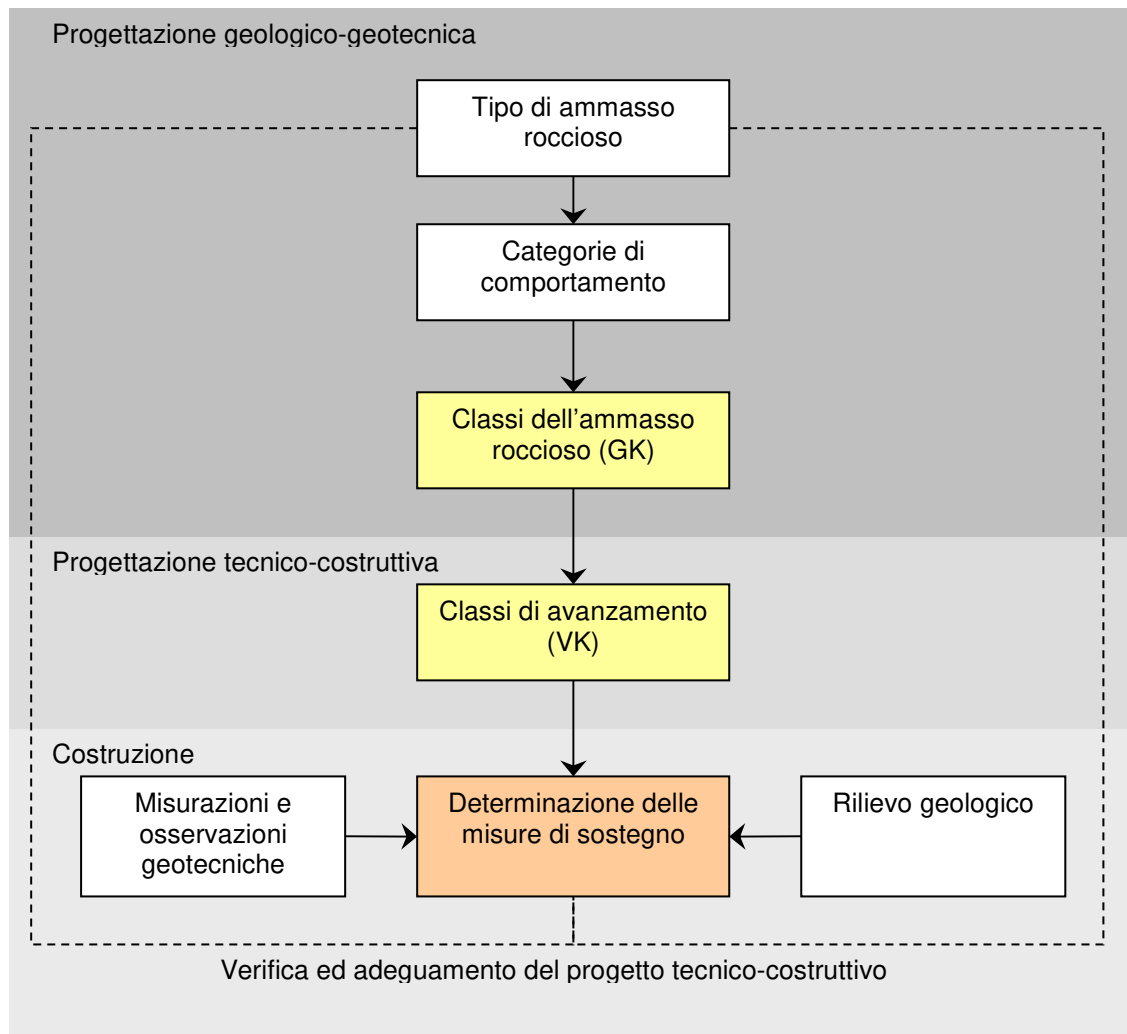 Progettazione geologico-geotecnica
Tipo di ammasso
roccioso
Categorie di
comportamento
Classi dell'ammasso
roccioso (GK)
Progettazione tecnico-costruttiva
Classi di avanzamento
(VK)
Costruzione
Misurazioni e
osservazioni
geotecniche
Determinazione delle
misure di sostegno
Rilievo geologico
Verifica ed adeguamento del progetto tecnico-costruttivo